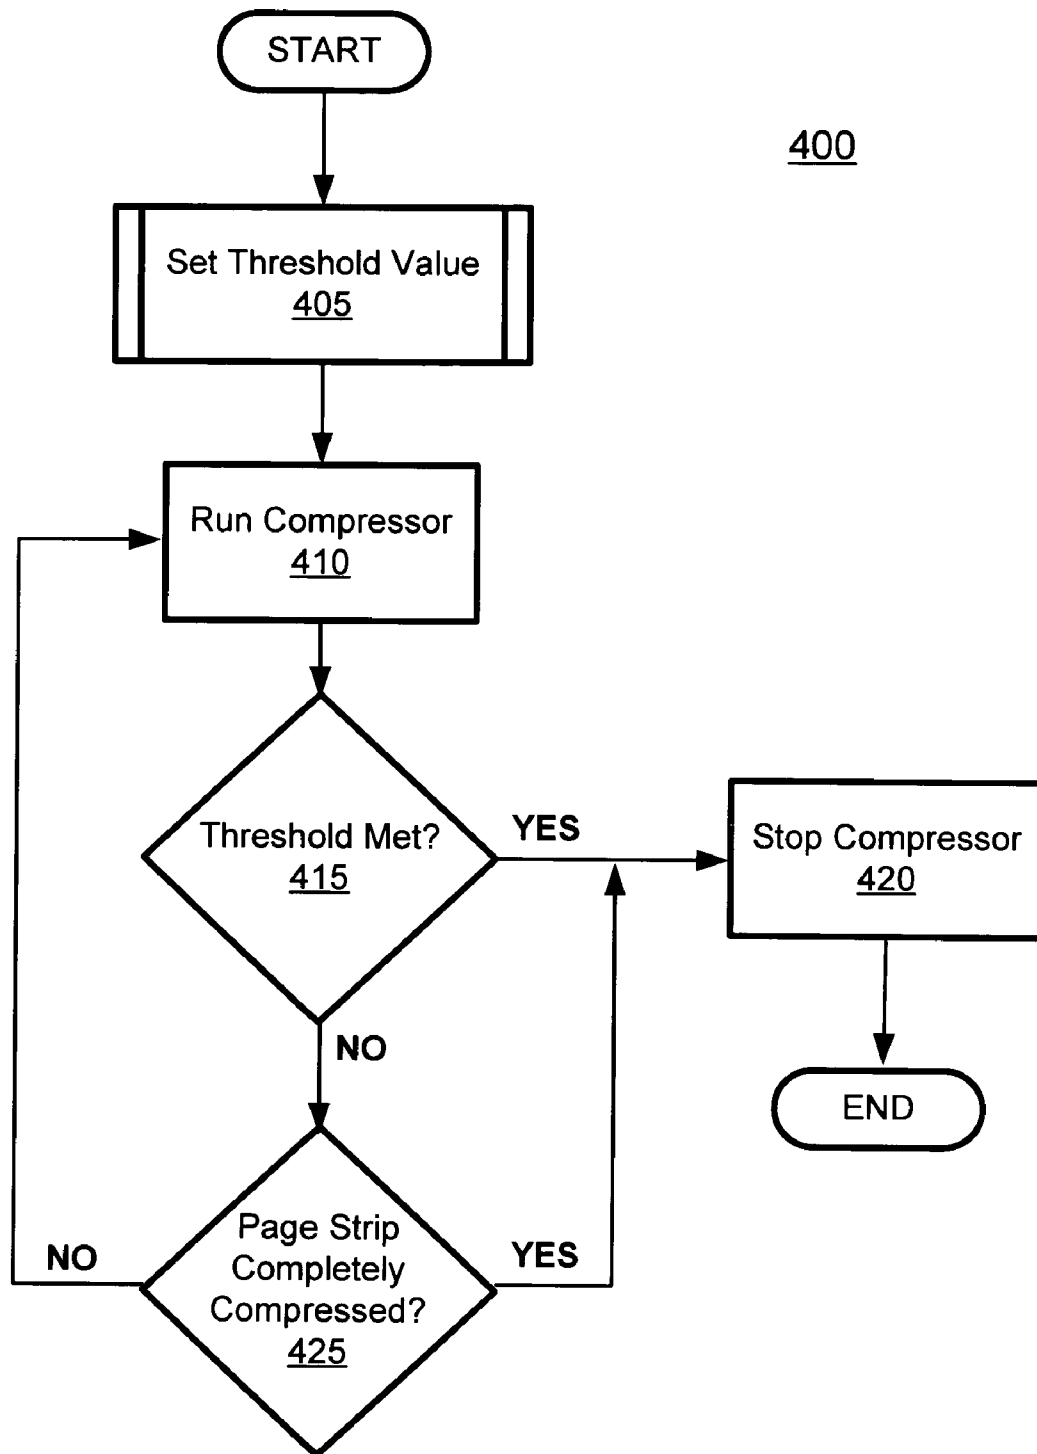 START
400
Set Threshold Value
405
Run Compressor
410
Threshold Met?
415
YES
Stop Compressor
420
NO
END
Page Strip
Completely
Compressed?
425
NO
YES